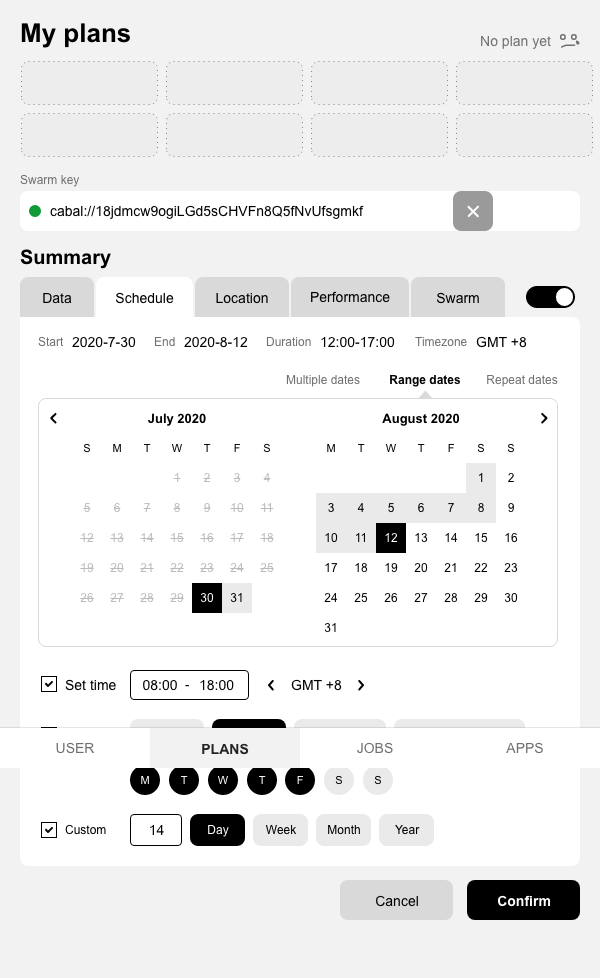 My plans
No plan yet
Swarm key
cabal://18jdmcw9ogiLGd5sCHVFn8Q5fNvUfsgmkf
Summary
Data Schedule Location Performance Swarm
Start 2020-7-30 End 2020-8-12 Duration 12:00-17:00 Timezone GMT +8
Multiple dates Range dates Repeat dates
July 2020 August 2020
S M T W T F S M T W T F S S
1 2 3 4 1 2
5 6 7 8 9 10 11 3 4 5 6 7 8 9
12 13 14 15 16 17 18 10 11 12 13 14 15 16
19 20 21 22 23 24 25 17 18 19 20 21 22 23
26 27 28 29 30 31 24 25 26 27 28 29 30
31
Set time 08:00 - 18:00 GMT +8
USER PLANS JOBS APPS
M T W T F S S
Custom 14 Day Week Month Year
Cancel Confirm